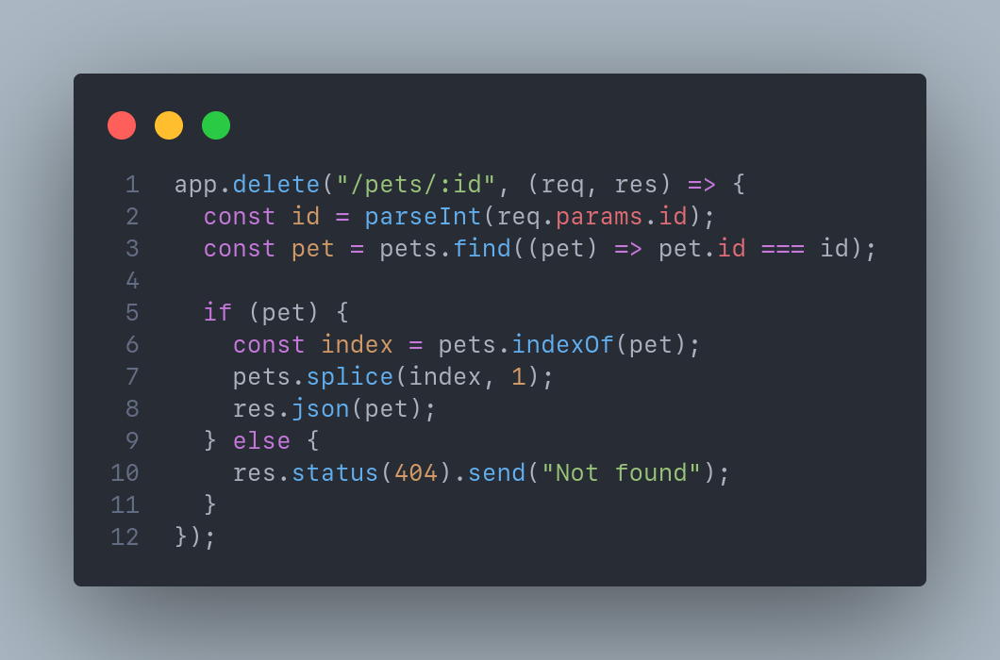 1 app.delete("/pets/:id", (req, res) => {
2   const id = parseInt(req.params.id);
3   const pet = pets.find((pet) => pet.id === id);
4
5   if (pet) {
6     const index = pets.indexOf(pet);
7     pets.splice(index, 1);
8     res.json(pet);
9   } else {
10     res.status(404).send("Not found");
11   }
12 });